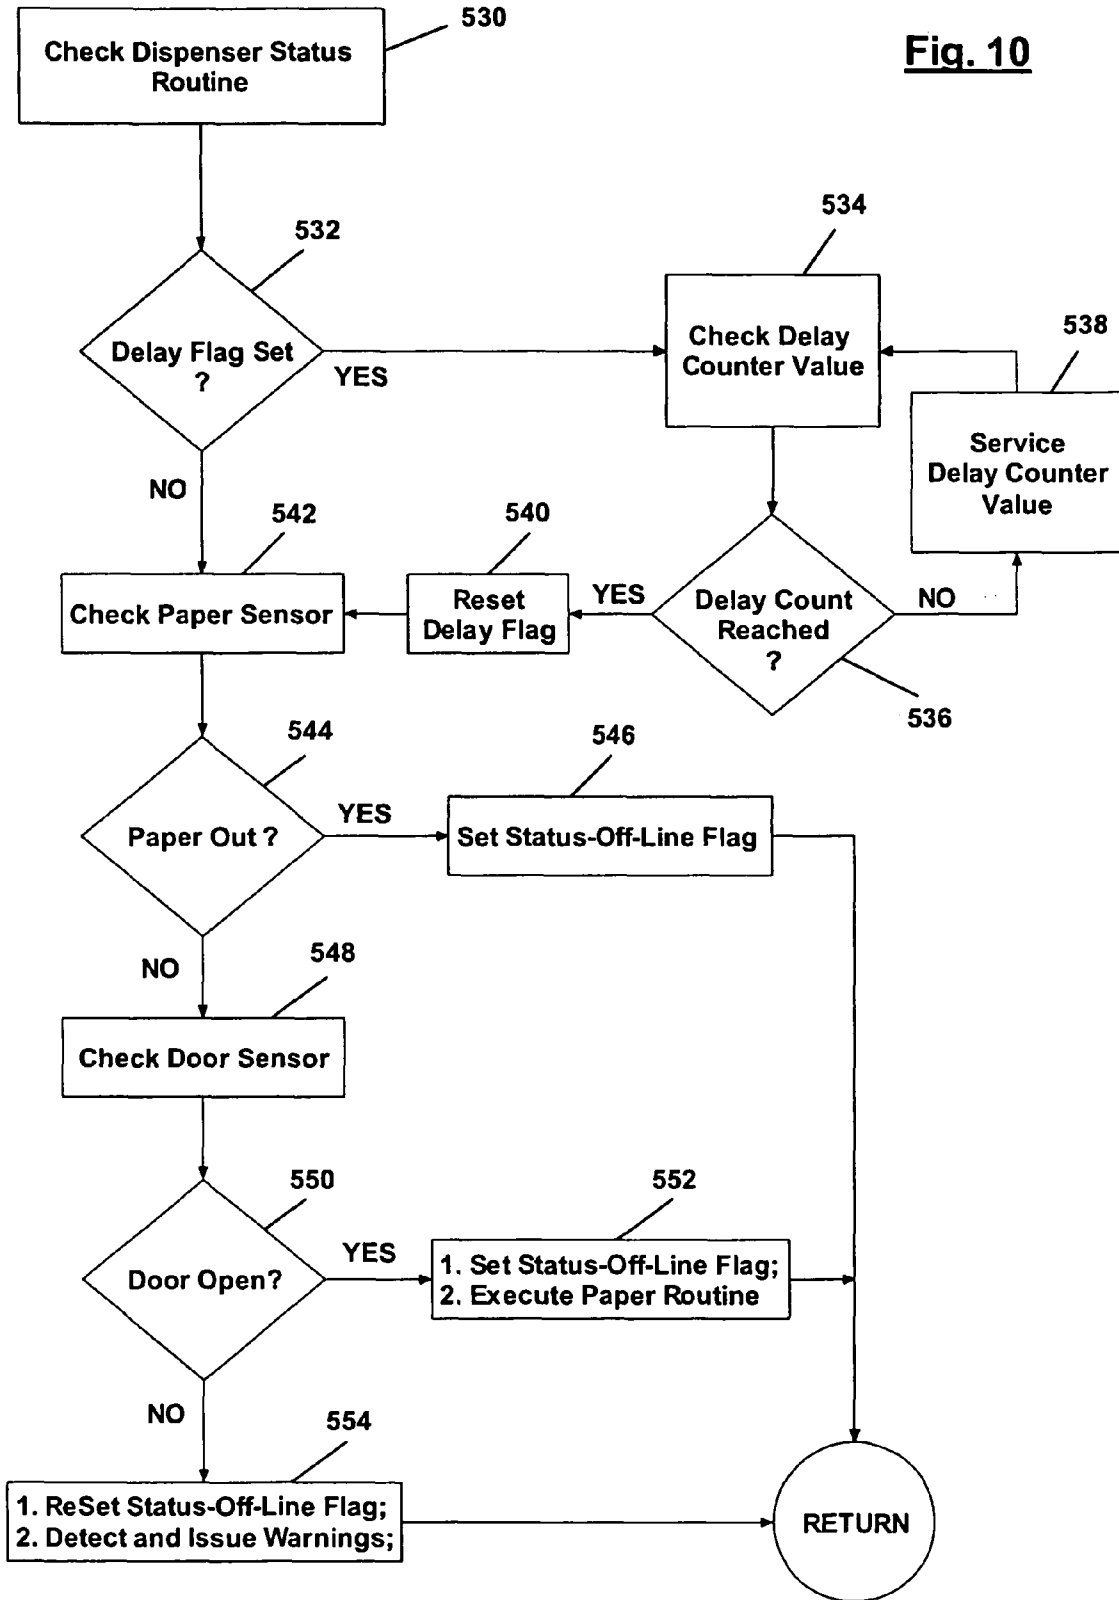 530
Check Dispenser Status
Routine
Fig. 10
532
Delay Flag Set
?
YES
NO
534
Check Delay
Counter Value
538
Service
Delay Counter
Value
542
Check Paper Sensor
540
Reset
Delay Flag
YES
Delay Count
Reached
?
NO
536
544
Paper Out ?
YES
NO
546
Set Status-Off-Line Flag
548
Check Door Sensor
550
Door Open?
YES
NO
552
1. Set Status-Off-Line Flag;
2. Execute Paper Routine
554
1. ReSet Status-Off-Line Flag;
2. Detect and Issue Warnings;
RETURN